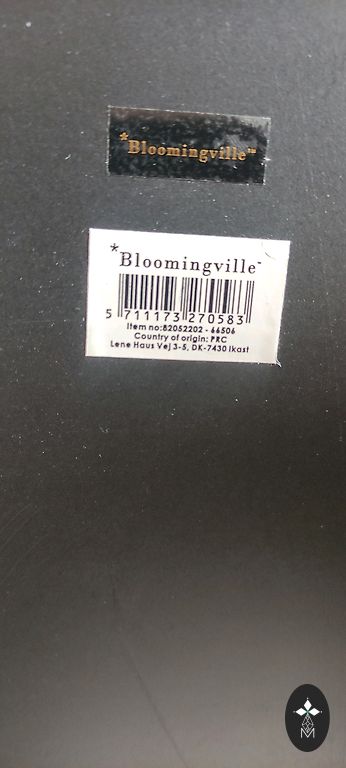 *Bloomingville™
*Bloomingville™
5 711173 270583
Item no:82052202 - 66506
Country of origin: PRC
Lene Haus Vej 3-5, DK-7430 Ikast
M